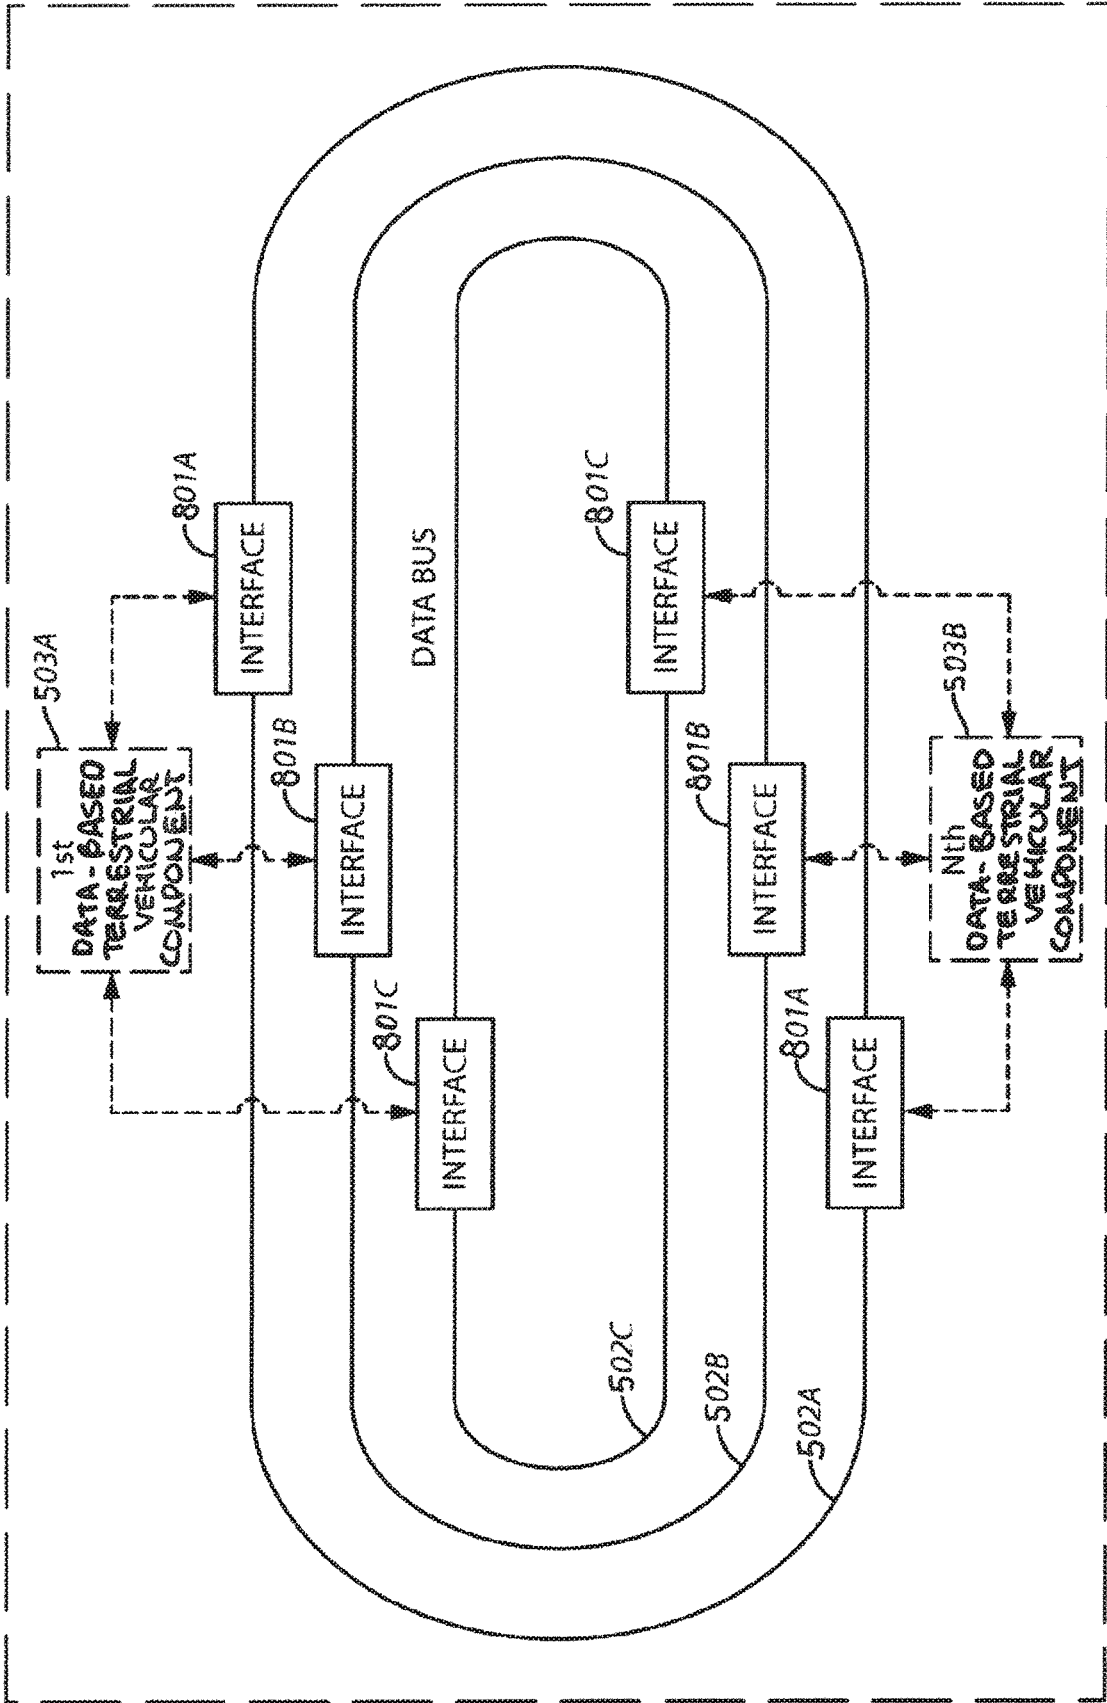 503A
1st
DATA-BASED
TERRESTRIAL
VEHICULAR
COMPONENT
801A
INTERFACE
801B
INTERFACE
801C
INTERFACE
DATA BUS
801C
INTERFACE
502C
801B
INTERFACE
502B
801A
INTERFACE
502A
503B
Nth
DATA-BASED
TERRESTRIAL
VEHICULAR
COMPONENT